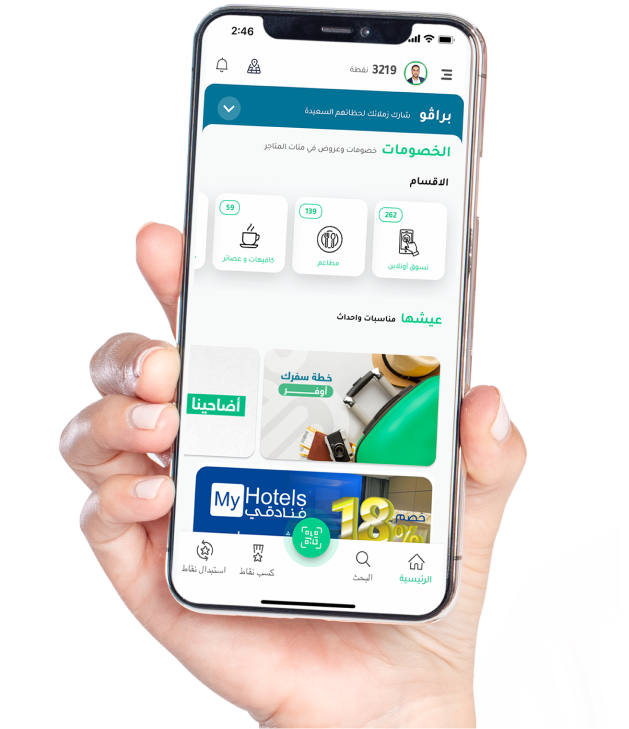 2:46
3219 نقطة
براڤو شارك زملائك لحظاتهم السعيدة
الخصومات خصومات وعروض في مئات المتاجر
الاقسام
262
تسوق أونلاين
139
مطاعم
59
كافيهات و عصائر
عيشها مناسبات واحداث
خطة سفرك
أوفر
أضاحينا
My Hotels
فنادقي
خصم
18%
الرئيسية
البحث
كسب نقاط
استبدال نقاط